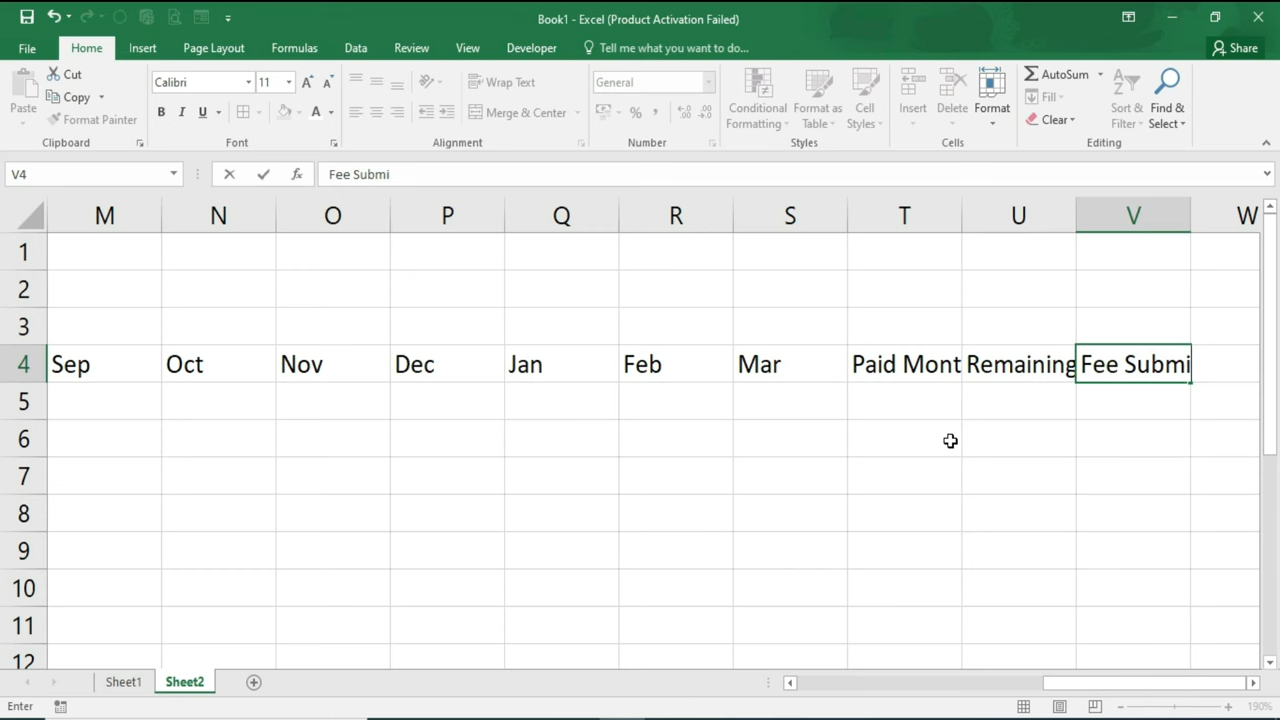 Book1 - Excel (Product Activation Failed)
File Home Insert Page Layout Formulas Data Review View Developer Tell me what you want to do... Share
Cut
Copy
Format Painter
Paste
Clipboard
Calibri 11
B I U
Font
Wrap Text
Merge & Center
Alignment
General
%
Number
Conditional Formatting
Format as Table
Cell Styles
Styles
Insert Delete Format
Cells
AutoSum
Fill
Clear
Sort & Filter
Find & Select
Editing
V4 fx Fee Submi
M N O P Q R S T U V W
1
2
3
4 Sep Oct Nov Dec Jan Feb Mar Paid Mont Remaining Fee Submi
5
6
7
8
9
10
11
12
Sheet1 Sheet2
Enter 190%